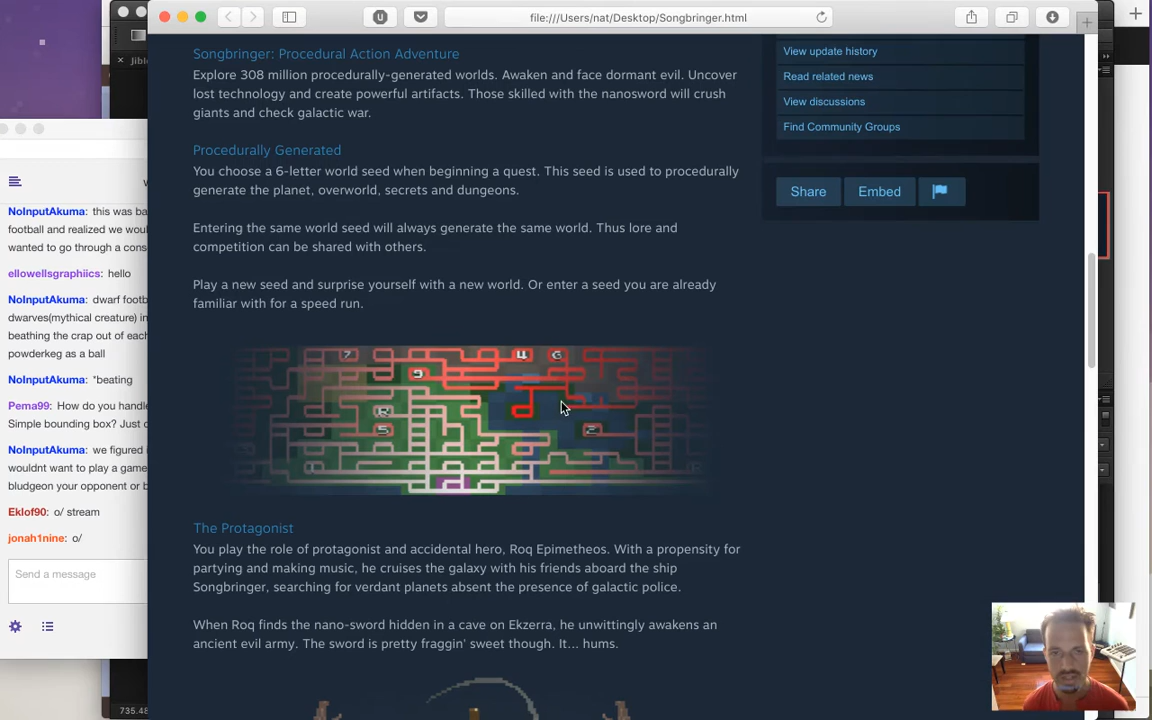 file:///Users/nat/Desktop/Songbringer.html
Songbringer: Procedural Action Adventure
Explore 308 million procedurally-generated worlds. Awaken and face dormant evil. Uncover
lost technology and create powerful artifacts. Those skilled with the nanosword will crush
giants and check galactic war.
Procedurally Generated
You choose a 6-letter world seed when beginning a quest. This seed is used to procedurally
generate the planet, overworld, secrets and dungeons.
Entering the same world seed will always generate the same world. Thus lore and
competition can be shared with others.
Play a new seed and surprise yourself with a new world. Or enter a seed you are already
familiar with for a speed run.
7 4 6
9
R
5 2
The Protagonist
You play the role of protagonist and accidental hero, Roq Epimetheos. With a propensity for
partying and making music, he cruises the galaxy with his friends aboard the ship
Songbringer, searching for verdant planets absent the presence of galactic police.
When Roq finds the nano-sword hidden in a cave on Ekzerra, he unwittingly awakens an
ancient evil army. The sword is pretty fraggin' sweet though. It... hums.
View update history
Read related news
View discussions
Find Community Groups
Share
Embed
× Jible
NoInputAkuma: this was ba
football and realized we wou
wanted to go through a cons
ellowellsgraphiics: hello
NoInputAkuma: dwarf footb
dwarves(mythical creature) in
beathing the crap out of each
powderkeg as a ball
NoInputAkuma: *beating
Pema99: How do you handle
Simple bounding box? Just c
NoInputAkuma: we figured i
wouldnt want to play a game
bludgeon your opponent or b
Eklof90: o/ stream
jonah1nine: o/
Send a message
735.48